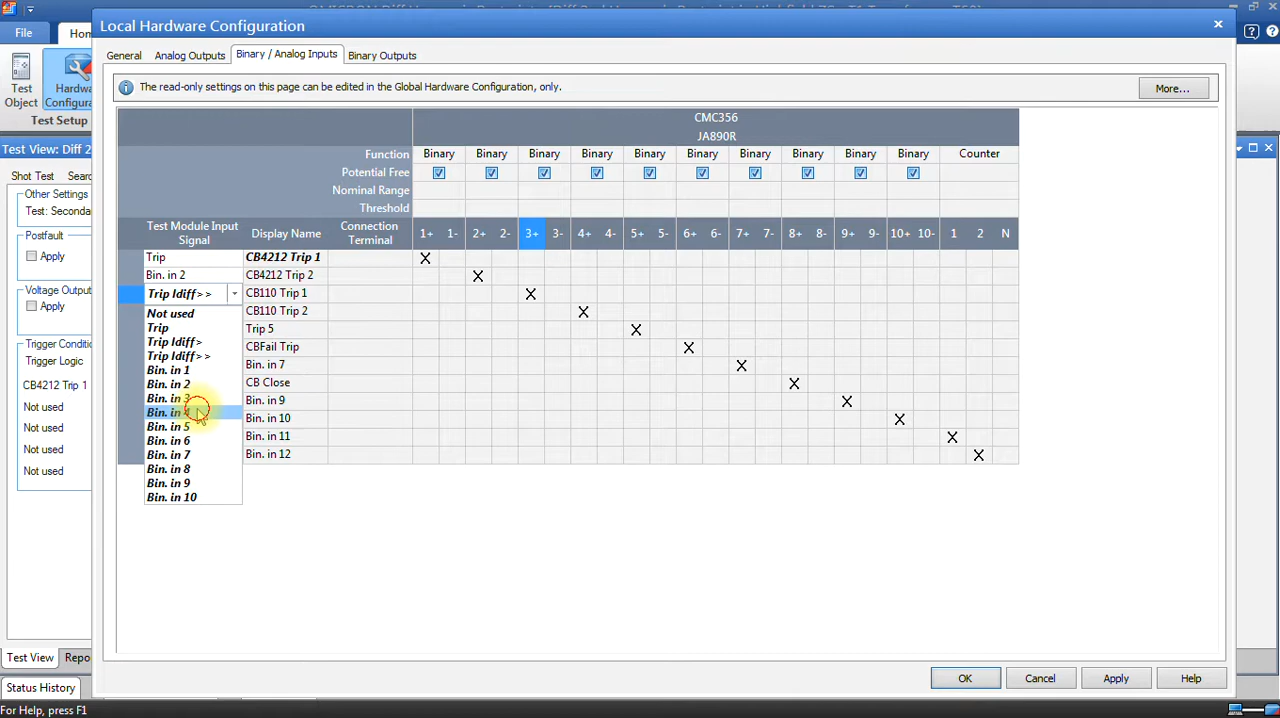 Local Hardware Configuration
File
Hom
General
Analog Outputs
Binary / Analog Inputs
Binary Outputs
Test
Object
Hardw
Configura
Test Setup
The read-only settings on this page can be edited in the Global Hardware Configuration, only.
More...
CMC356
JA890R
Function
Binary
Binary
Binary
Binary
Binary
Binary
Binary
Binary
Binary
Binary
Counter
Potential Free
Nominal Range
Threshold
Test Module Input
Signal
Display Name
Connection
Terminal
1+ 1- 2+ 2- 3+ 3- 4+ 4- 5+ 5- 6+ 6- 7+ 7- 8+ 8- 9+ 9- 10+ 10- 1 2 N
Trip
CB4212 Trip 1
X
Bin. in 2
CB4212 Trip 2
X
Trip Idiff>>
CB110 Trip 1
X
CB110 Trip 2
X
Trip 5
X
CBFail Trip
X
Bin. in 7
X
CB Close
X
Bin. in 9
X
Bin. in 10
X
Bin. in 11
X
Bin. in 12
X
Not used
Trip
Trip Idiff>
Trip Idiff>>
Bin. in 1
Bin. in 2
Bin. in 3
Bin. in 4
Bin. in 5
Bin. in 6
Bin. in 7
Bin. in 8
Bin. in 9
Bin. in 10
Test View: Diff 2
Shot Test
Searc
Other Settings
Test: Seconda
Postfault
Apply
Voltage Output
Apply
Trigger Conditio
Trigger Logic
CB4212 Trip 1
Not used
Not used
Not used
Not used
Test View
Repo
Status History
OK
Cancel
Apply
Help
For Help, press F1